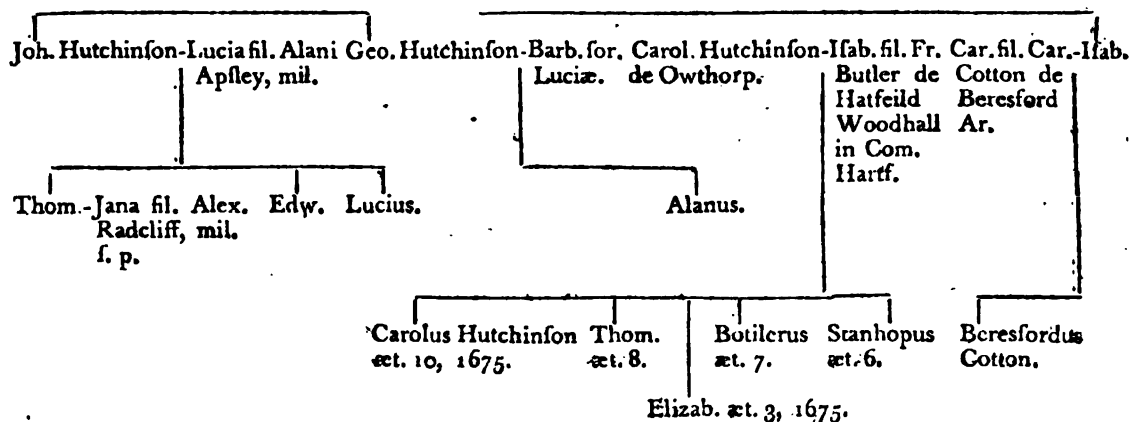 Joh. Hutchinſon-Lucia fil. Alani Geo. Hutchinſon-Barb. ſor. Carol. Hutchinſon-Iſab. fil. Fr. Car. fil. Car.-Iſab.
Apſley, mil. Luciæ. de Owthorp. Butler de Cotton de
Hatfeild Beresford
Woodhall Ar.
in Com.
Hartf.
Thom.-Jana fil. Alex. Edw. Lucius. Alanus.
Radcliff, mil.
ſ. p.
Carolus Hutchinſon Thom. Botilerus Stanhopus Beresfordus
æt. 10, 1675. æt. 8. æt. 7. æt. 6. Cotton.
Elizab. æt. 3, 1675.